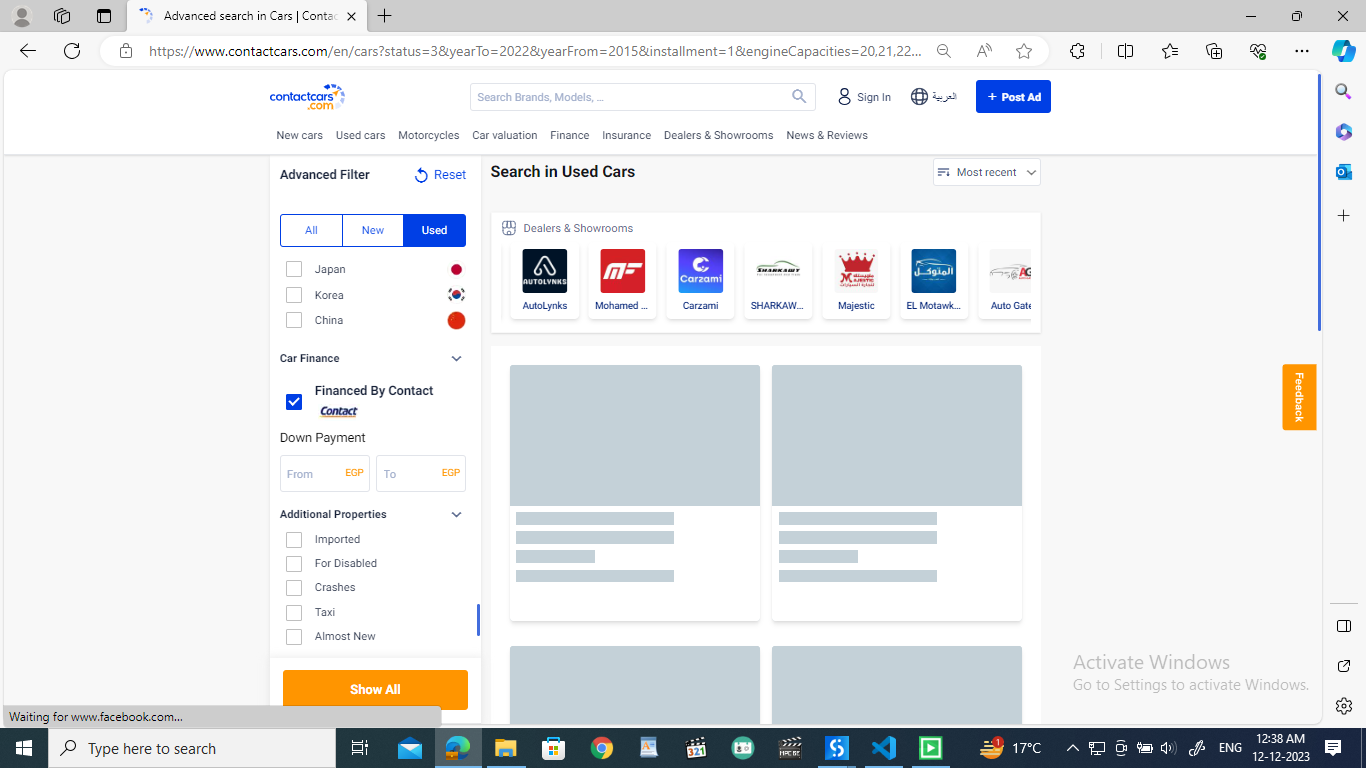 Advanced search in Cars | Contac
https://www.contactcars.com/en/cars?status=3&yearTo=2022&yearFrom=2015&installment=1&engineCapacities=20,21,22...
contactcars.com
Search Brands, Models, ...
Sign In
العربية
+ Post Ad
New cars Used cars Motorcycles Car valuation Finance Insurance Dealers & Showrooms News & Reviews
Advanced Filter
Reset
All
New
Used
Japan
Korea
China
Car Finance
Financed By Contact
Contact
Down Payment
From EGP
To EGP
Additional Properties
Imported
For Disabled
Crashes
Taxi
Almost New
Show All
Search in Used Cars
Most recent
Dealers & Showrooms
AUTOLYNKS
AutoLynks
MF
Mohamed ...
Carzami
Carzami
SHARKAWY
SHARKAW...
MAJESTIC
Majestic
المتوكل
EL Motawk...
AG
Auto Gate
Feedback
Activate Windows
Go to Settings to activate Windows.
Waiting for www.facebook.com...
Type here to search
321
1
17°C
ENG
12:38 AM
12-12-2023